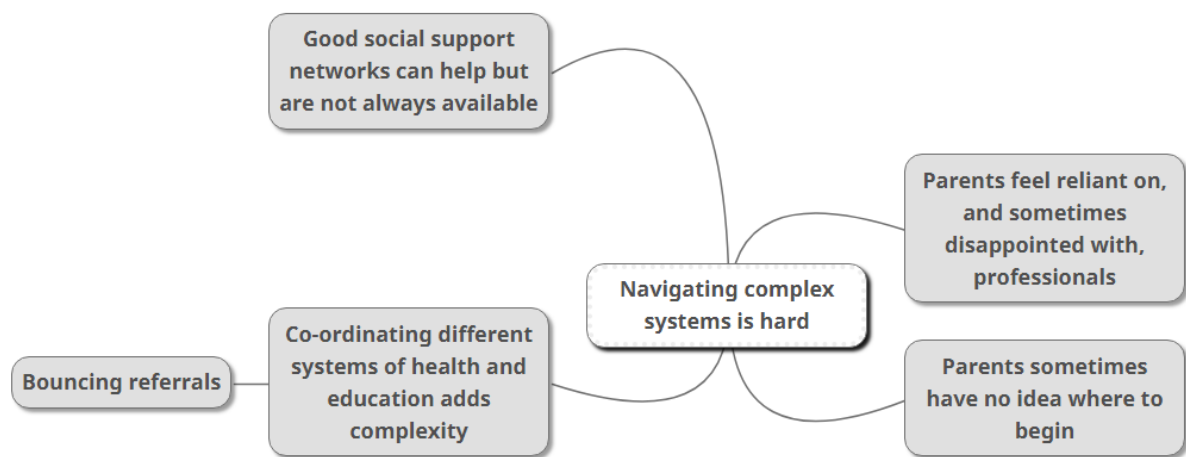 Good social support
networks can help but
are not always available
Parents feel reliant on,
and sometimes
disappointed with,
professionals
Navigating complex
systems is hard
Co-ordinating different
systems of health and
education adds
complexity
Bouncing referrals
Parents sometimes
have no idea where to
begin